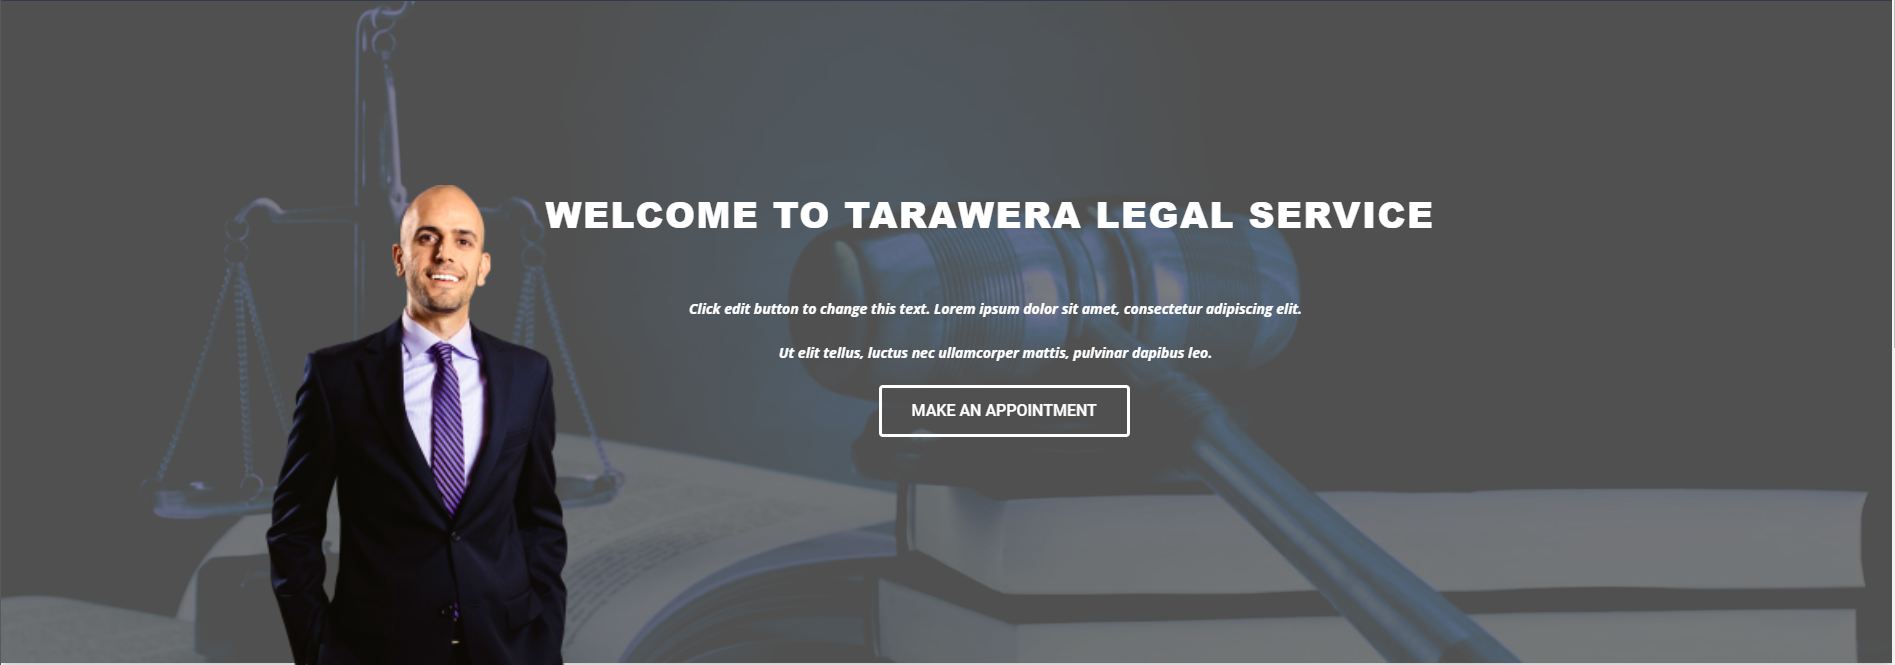 WELCOME TO TARAWERA LEGAL SERVICE
Click edit button to change this text. Lorem ipsum dolor sit amet, consectetur adipiscing elit.
Ut elit tellus, luctus nec ullamcorper mattis, pulvinar dapibus leo.
MAKE AN APPOINTMENT